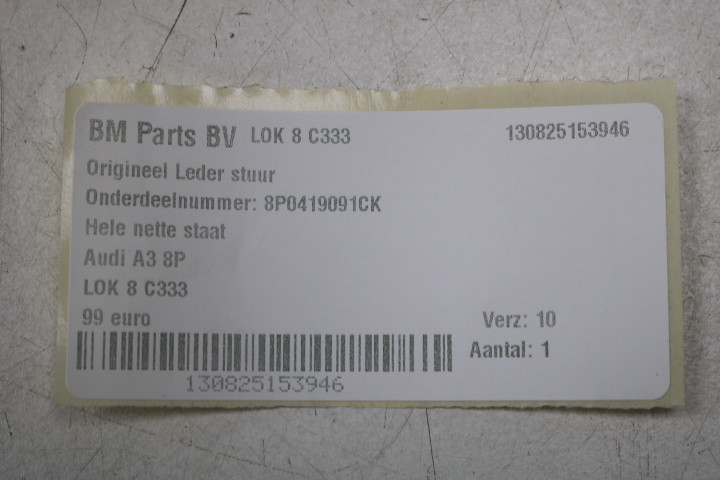 BM Parts BV LOK 8 C333 130825153946
Origineel Leder stuur
Onderdeelnummer: 8P0419091CK
Hele nette staat
Audi A3 8P
LOK 8 C333
99 euro Verz: 10
Aantal: 1
130825153946